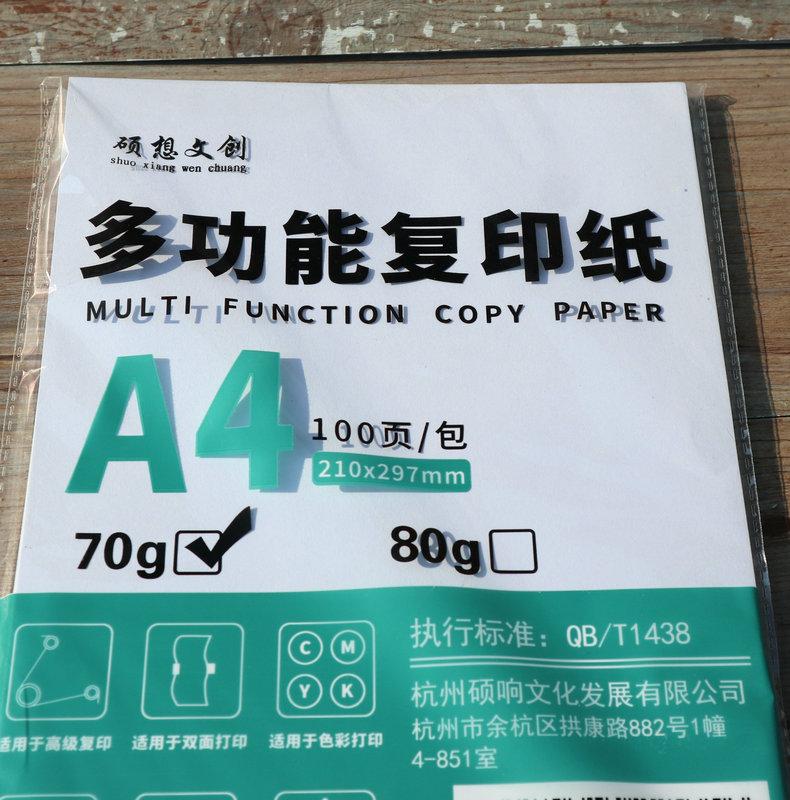 硕想文创
shuo xiang wen chuang
多功能复印纸
MULTI FUNCTION COPY PAPER
A4
100页/包
210x297mm
70g
80g
执行标准：QB/T1438
C M
Y K
适用于高级复印
适用于双面打印
适用于色彩打印
杭州硕响文化发展有限公司
杭州市余杭区拱康路882号1幢
4-851室